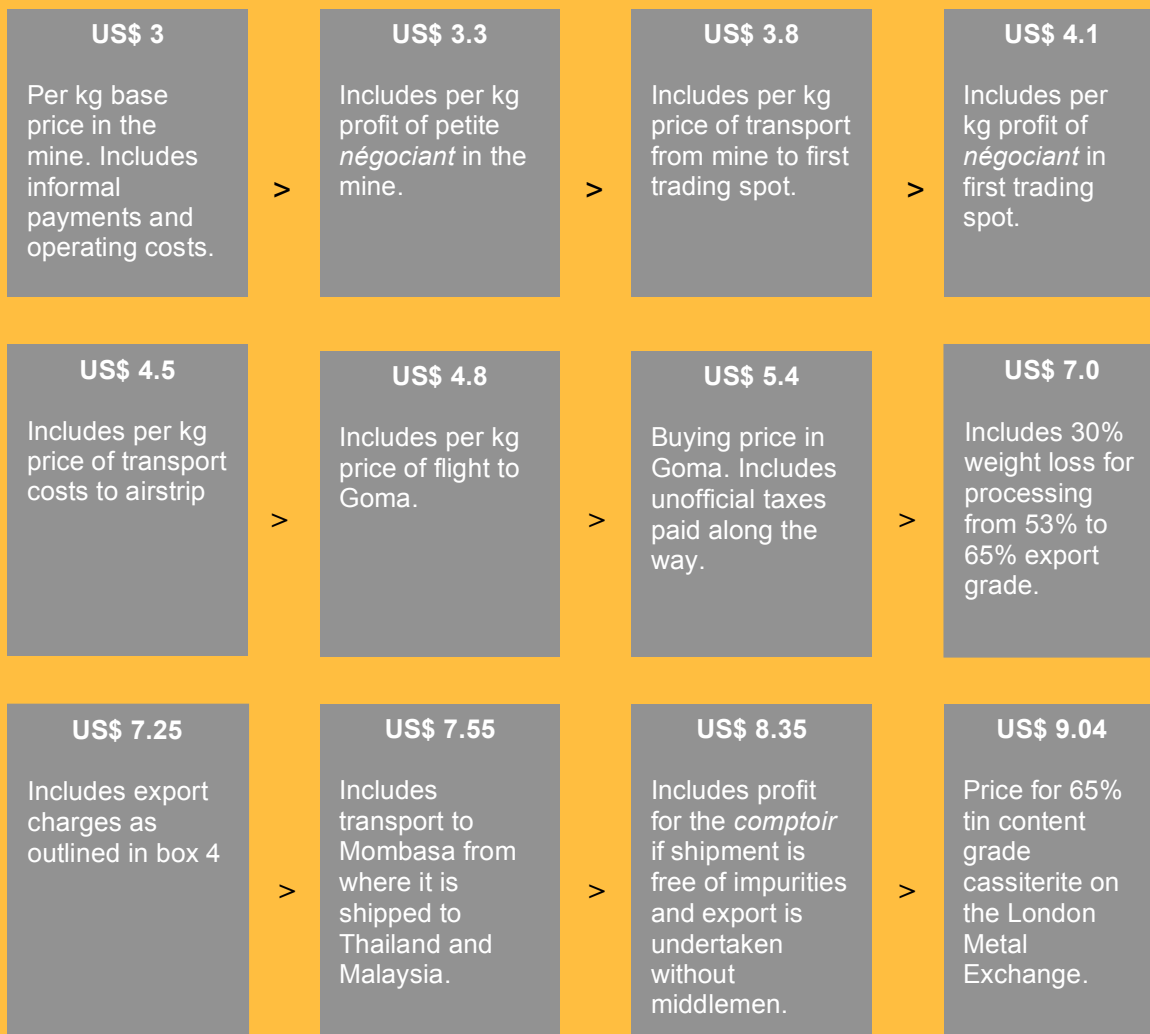 US$ 3
Per kg base
price in the
mine. Includes
informal
payments and
operating costs.
>
US$ 3.3
Includes per kg
profit of petite
négociant in the
mine.
>
US$ 3.8
Includes per kg
price of transport
from mine to first
trading spot.
>
US$ 4.1
Includes per
kg profit of
négociant in
first trading
spot.
US$ 4.5
Includes per kg
price of transport
costs to airstrip
>
US$ 4.8
Includes per kg
price of flight to
Goma.
>
US$ 5.4
Buying price in
Goma. Includes
unofficial taxes
paid along the
way.
>
US$ 7.0
Includes 30%
weight loss for
processing
from 53% to
65% export
grade.
US$ 7.25
Includes export
charges as
outlined in box 4
>
US$ 7.55
Includes
transport to
Mombasa from
where it is
shipped to
Thailand and
Malaysia.
>
US$ 8.35
Includes profit
for the comptoir
if shipment is
free of impurities
and export is
undertaken
without
middlemen.
>
US$ 9.04
Price for 65%
tin content
grade
cassiterite on
the London
Metal
Exchange.